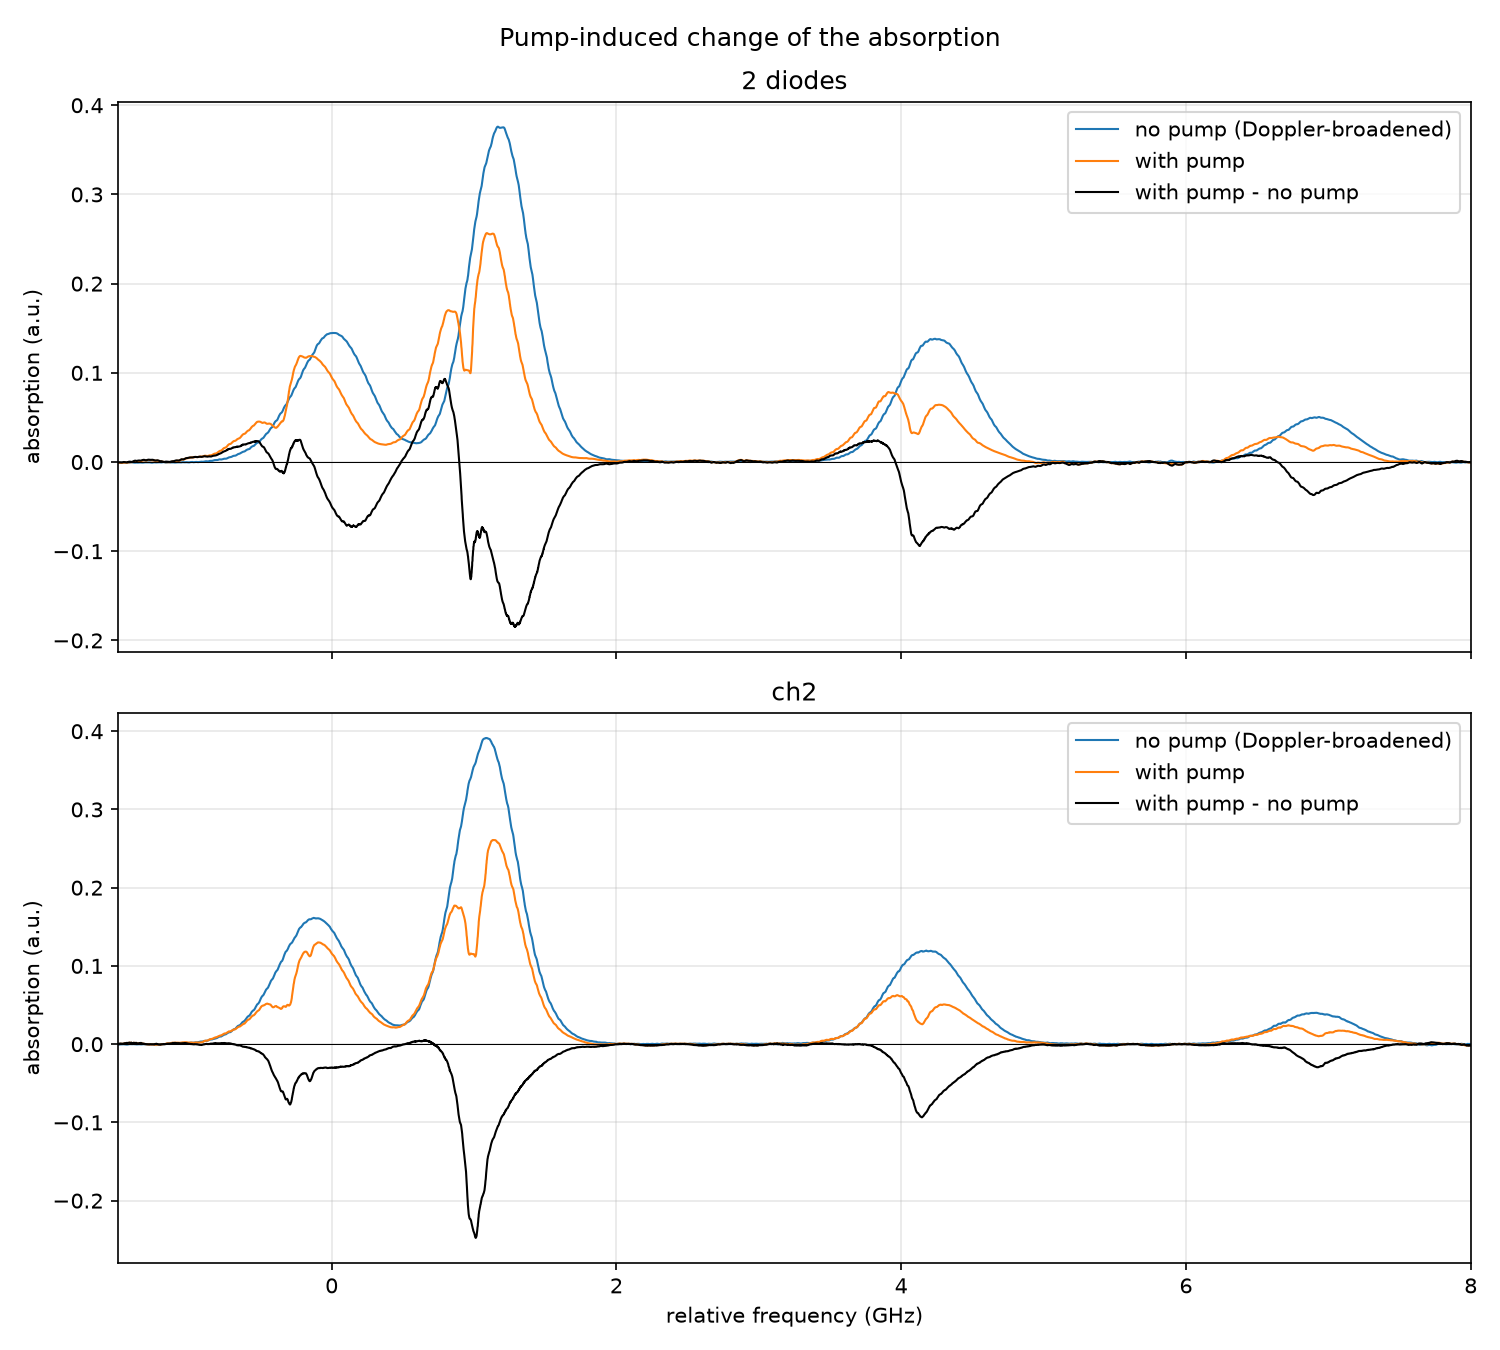 Pump-induced change of the absorption
2 diodes
0.4
0.3
0.2
0.1
0.0
−0.1
−0.2
absorption (a.u.)
no pump (Doppler-broadened)
with pump
with pump - no pump
ch2
0.4
0.3
0.2
0.1
0.0
−0.1
−0.2
absorption (a.u.)
no pump (Doppler-broadened)
with pump
with pump - no pump
0 2 4 6 8
relative frequency (GHz)